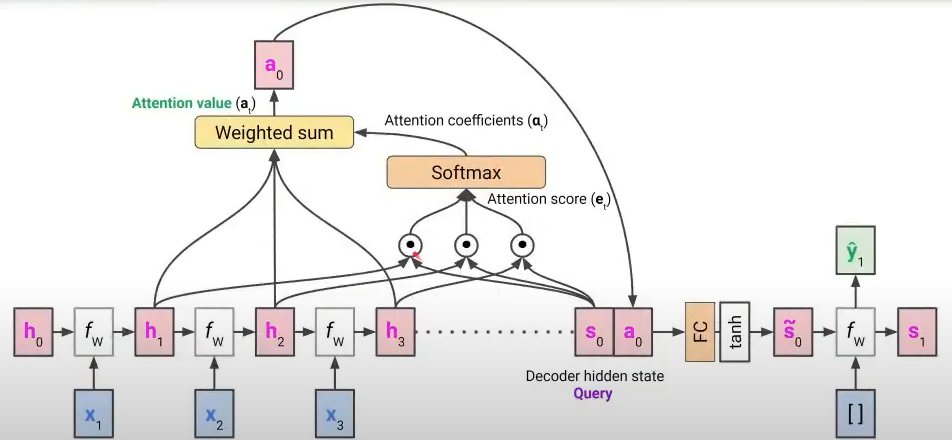 a0
Attention value (at)
Weighted sum
Attention coefficients (αt)
Softmax
Attention score (et)
ŷ1
h0 fW h1 fW h2 fW h3 s0 a0 FC tanh s̃0 fW s1
Decoder hidden state
Query
x1 x2 x3 []